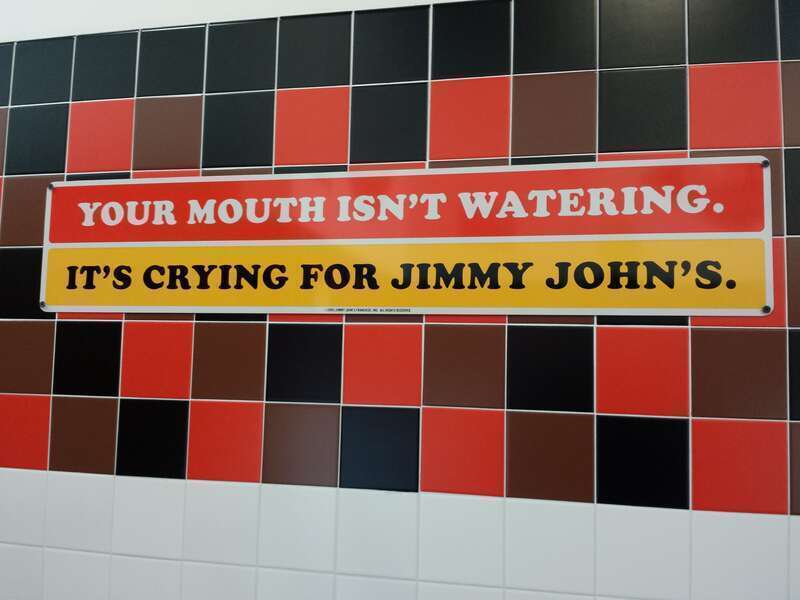 YOUR MOUTH ISN'T WATERING.
IT'S CRYING FOR JIMMY JOHN'S.